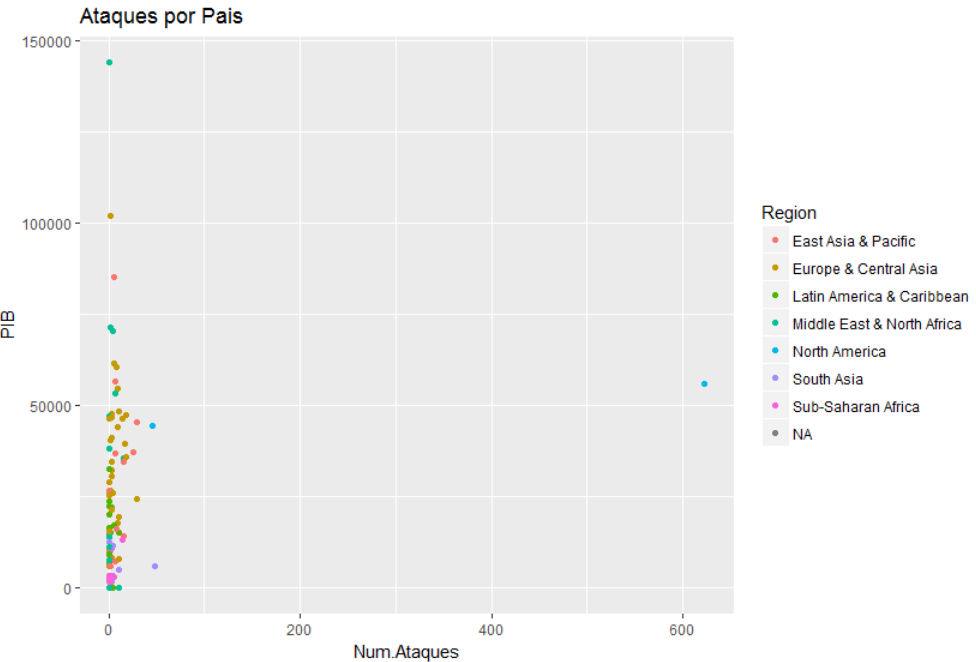 Ataques por Pais
150000
100000
50000
0
PIB
0 200 400 600
Num.Ataques
Region
East Asia & Pacific
Europe & Central Asia
Latin America & Caribbean
Middle East & North Africa
North America
South Asia
Sub-Saharan Africa
NA